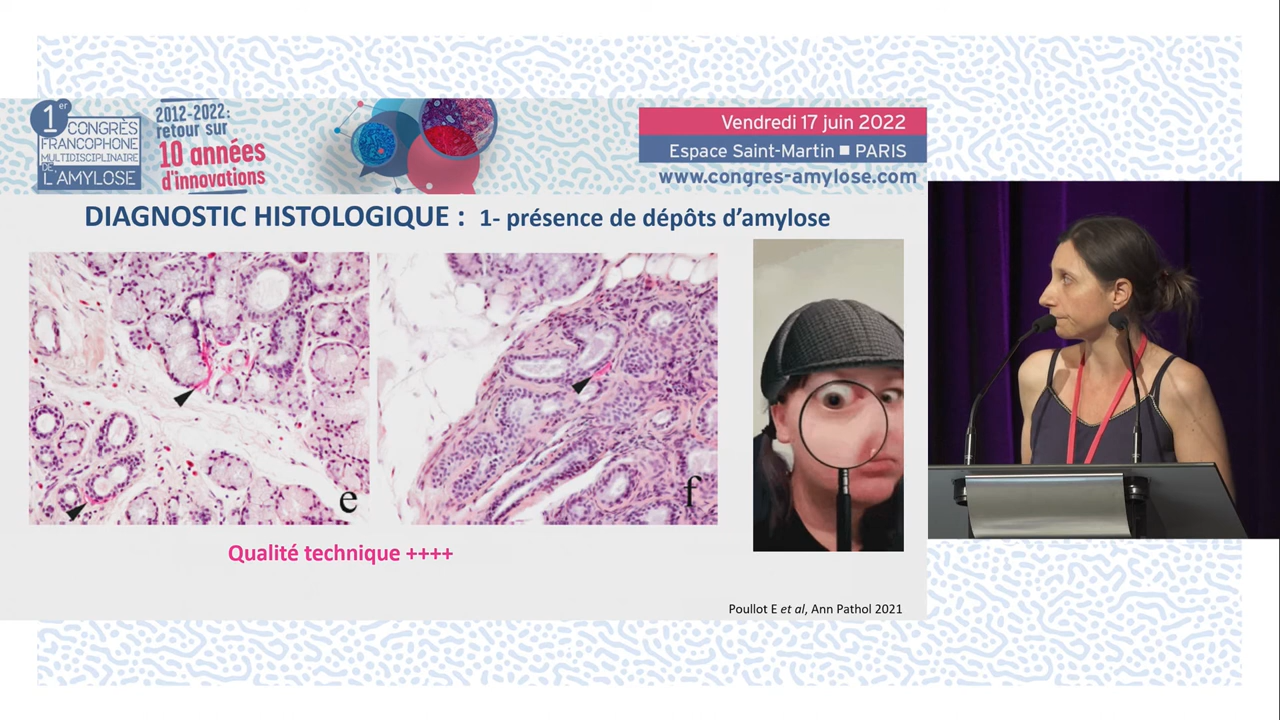 1er
CONGRÈS
FRANCOPHONE
MULTIDISCIPLINAIRE
DE
L'AMYLOSE
2012-2022:
retour sur
10 années
d'innovations
Vendredi 17 juin 2022
Espace Saint-Martin ■ PARIS
www.congres-amylose.com
DIAGNOSTIC HISTOLOGIQUE : 1- présence de dépôts d’amylose
e
f
Qualité technique ++++
Poullot E et al, Ann Pathol 2021